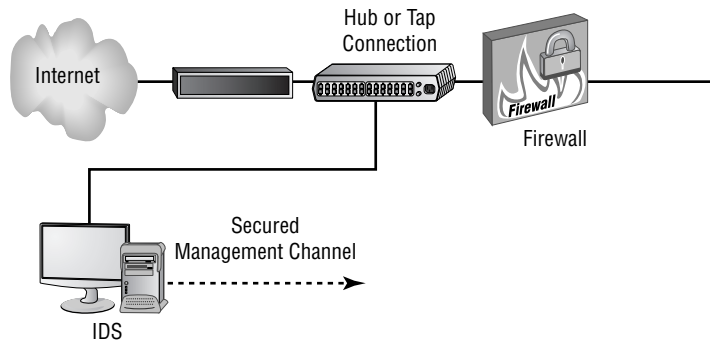 Hub or Tap
Connection
Internet
Firewall
Firewall
Secured
Management Channel
IDS